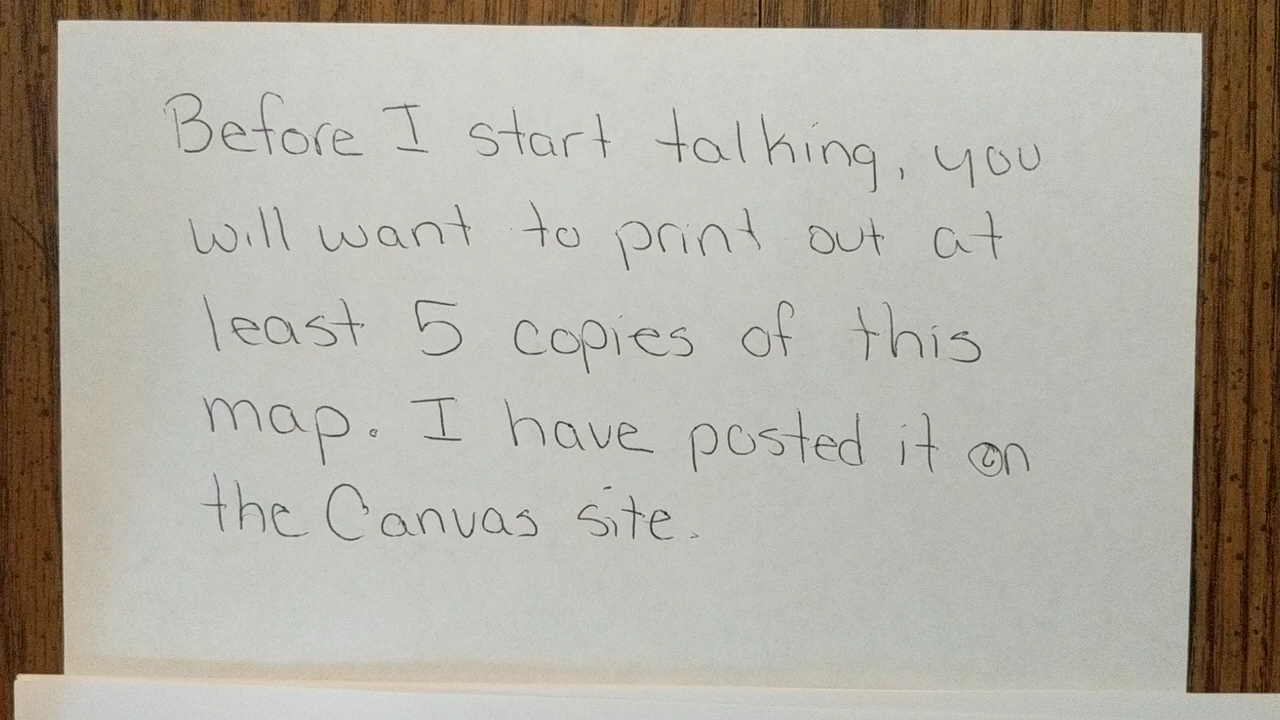 Before I start talking, you
will want to print out at
least 5 copies of this
map. I have posted it on
the Canvas site.